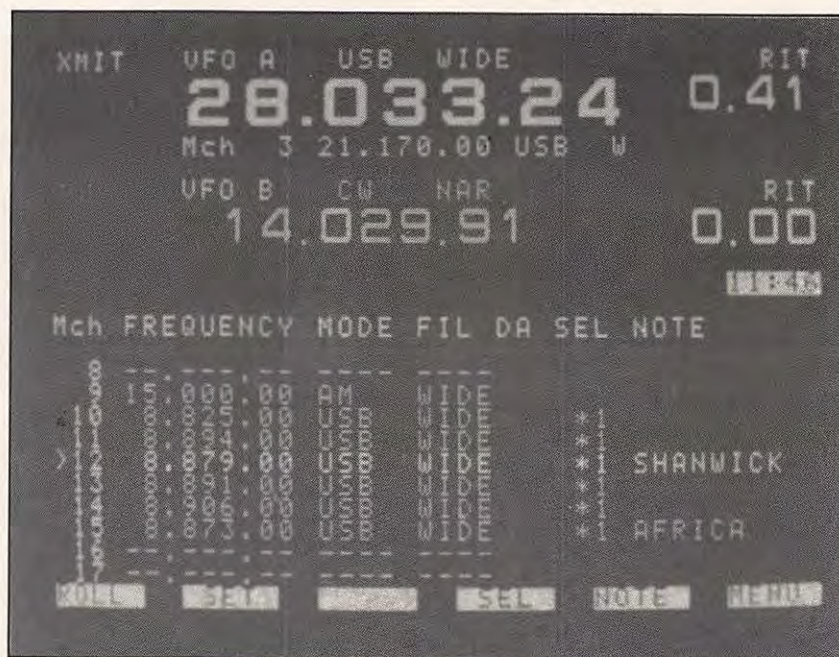 XMIT VFO A USB WIDE RIT
28.033.24 0.41
Mch 3 21.170.00 USB W
VFO B CW NAR RIT
14.029.91 0.00
Mch FREQUENCY MODE FIL DA SEL NOTE
8 --.---.-- ---- ----
9 15.000.00 AM WIDE
10 8.825.00 USB WIDE *1
11 USB WIDE *1
>12 8.879.00 USB WIDE *1 SHANWICK
13 8.891.00 USB WIDE *1
14 8.906.00 USB WIDE *1
15 8.873.00 USB WIDE *1 AFRICA
16 --.---.-- ---- ----
17 --.---.-- ---- ----
ROLL SET SEL NOTE MENU